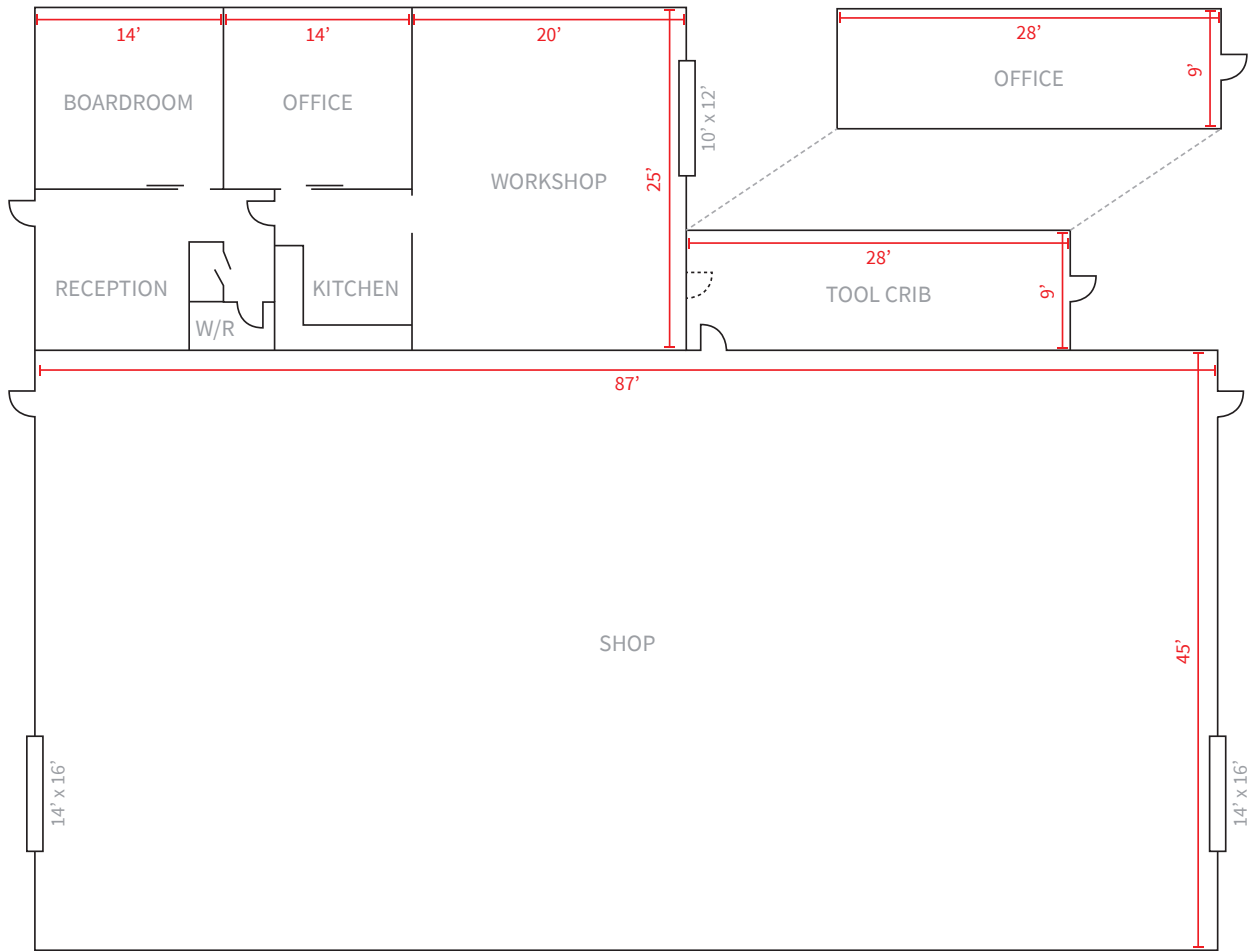 14’
14’
20’
28’
BOARDROOM
OFFICE
WORKSHOP
25’
10’ x 12’
OFFICE
9’
RECEPTION
W/R
KITCHEN
28’
TOOL CRIB
9’
87’
SHOP
45’
14’ x 16’
14’ x 16’